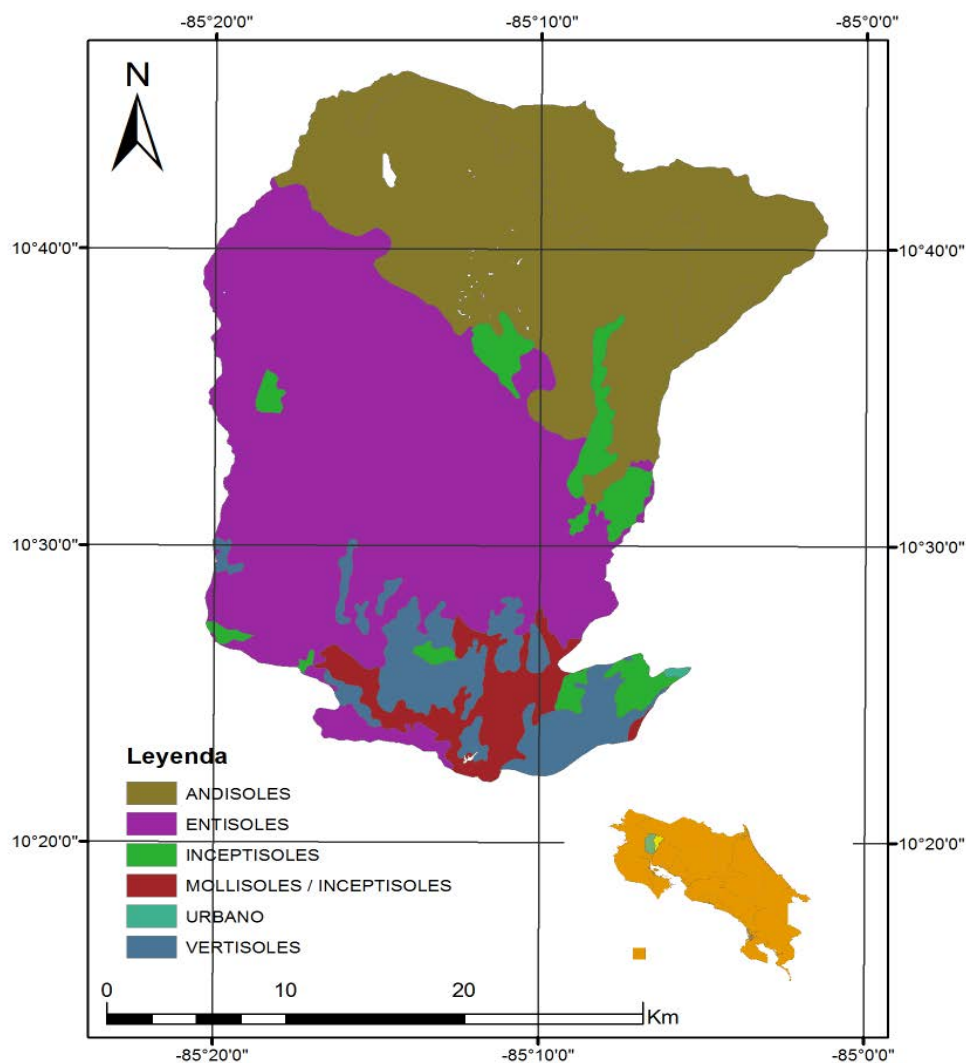 -85°20'0" -85°10'0" -85°0'0"
N
10°40'0" 10°40'0"
10°30'0" 10°30'0"
Leyenda
ANDISOLES
ENTISOLES
10°20'0" 10°20'0"
INCEPTISOLES
MOLLISOLES / INCEPTISOLES
URBANO
VERTISOLES
0 10 20
Km
-85°20'0" -85°10'0" -85°0'0"